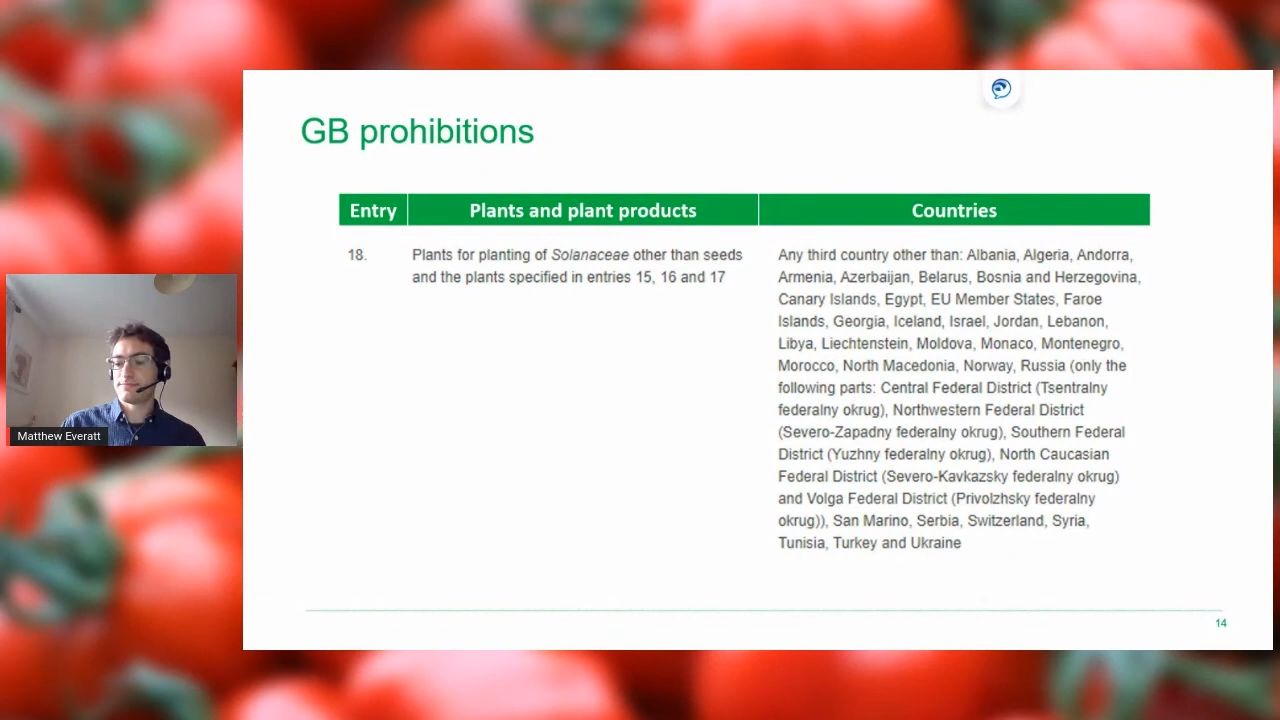 GB prohibitions
Entry
Plants and plant products
Countries
18.
Plants for planting of Solanaceae other than seeds
and the plants specified in entries 15, 16 and 17
Any third country other than: Albania, Algeria, Andorra,
Armenia, Azerbaijan, Belarus, Bosnia and Herzegovina,
Canary Islands, Egypt, EU Member States, Faroe
Islands, Georgia, Iceland, Israel, Jordan, Lebanon,
Libya, Liechtenstein, Moldova, Monaco, Montenegro,
Morocco, North Macedonia, Norway, Russia (only the
following parts: Central Federal District (Tsentralny
federalny okrug), Northwestern Federal District
(Severo-Zapadny federalny okrug), Southern Federal
District (Yuzhny federalny okrug), North Caucasian
Federal District (Severo-Kavkazsky federalny okrug)
and Volga Federal District (Privolzhsky federalny
okrug)), San Marino, Serbia, Switzerland, Syria,
Tunisia, Turkey and Ukraine
Matthew Everatt
14